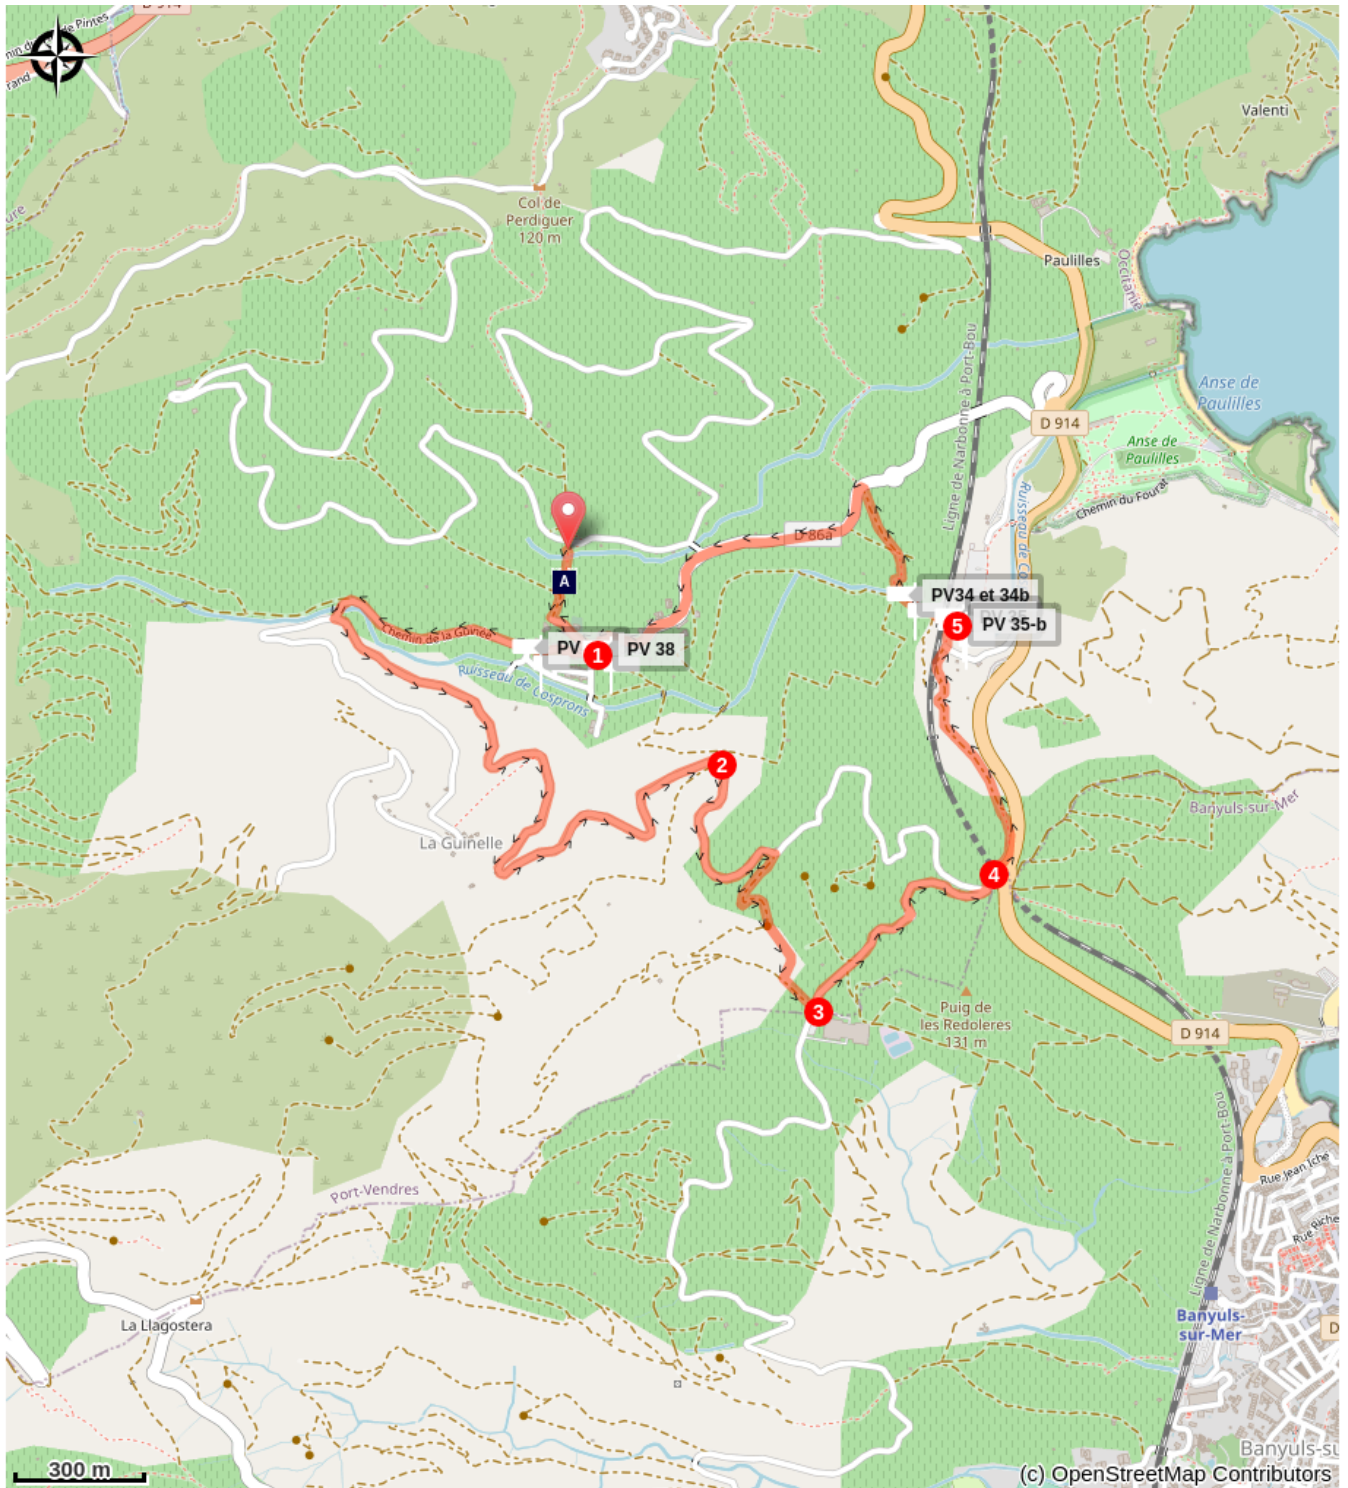 D 914
Valenti
Col de
Perdiguer
120 m
Paulilles
Occitanie
Ligne de Narbonne à Port-Bou
Anse de
Paulilles
D 914
Anse de
Paulilles
Chemin du Fourat
D 86a
A
PV34 et 34b
5
PV 35-b
Chemin de la Guinée
PV
1
PV 38
Ruisseau de Cosprons
2
Banyuls-sur-Mer
La Guinelle
4
Puig de
les Redoleres
131 m
3
D 914
Ligne de Narbonne à Port-Bou
Rue Jean Iché
Port-Vendres
La Llagostera
Banyuls-
sur-Mer
300 m
(c) OpenStreetMap Contributors